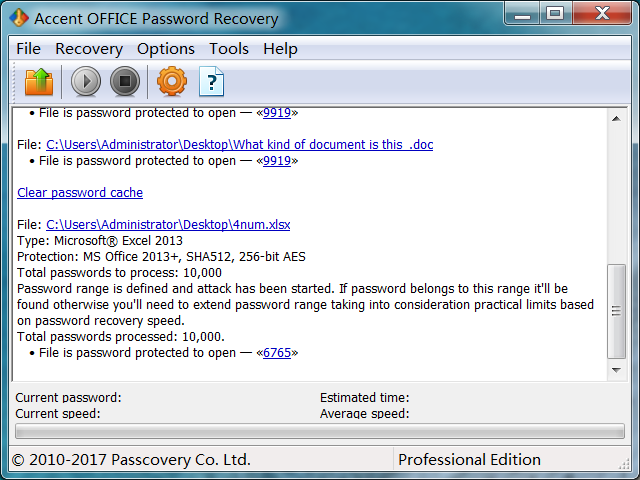 Accent OFFICE Password Recovery
File Recovery Poptions Tools Help
• File is password protected to open — «9919»
File: C:\Users\Administrator\Desktop\What kind of document is this .doc
• File is password protected to open — «9919»
Clear password cache
File: C:\Users\Administrator\Desktop\4num.xlsx
Type: Microsoft® Excel 2013
Protection: MS Office 2013+, SHA512, 256-bit AES
Total passwords to process: 10,000
Password range is defined and attack has been started. If password belongs to this range it'll be
found otherwise you'll need to extend password range taking into consideration practical limits based
on password recovery speed.
Total passwords processed: 10,000.
• File is password protected to open — «6765»
Current password: Estimated time:
Current speed: Average speed:
© 2010-2017 Passcovery Co. Ltd. Professional Edition